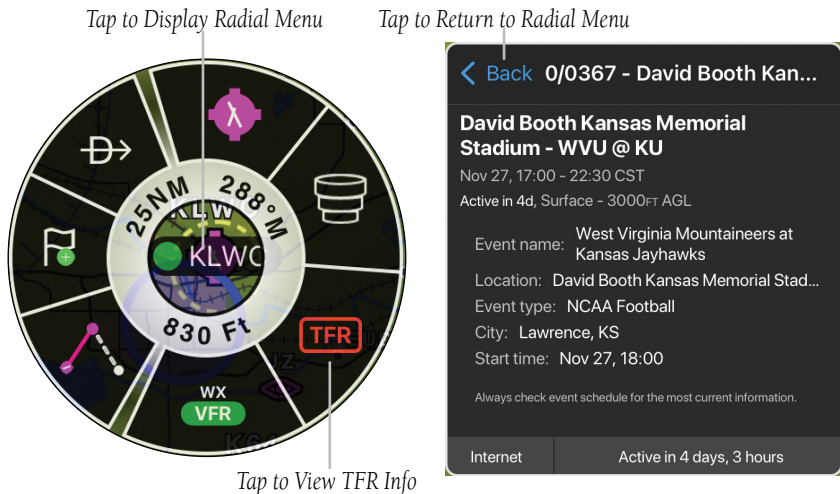 Tap to Display Radial Menu
Tap to Return to Radial Menu
25NM 288°M
KLWC
830 Ft
TFR
WX
VFR
Tap to View TFR Info
Back 0/0367 - David Booth Kan...
David Booth Kansas Memorial
Stadium - WVU @ KU
Nov 27, 17:00 - 22:30 CST
Active in 4d, Surface - 3000FT AGL
Event name: West Virginia Mountaineers at
Kansas Jayhawks
Location: David Booth Kansas Memorial Stad...
Event type: NCAA Football
City: Lawrence, KS
Start time: Nov 27, 18:00
Always check event schedule for the most current information.
Internet
Active in 4 days, 3 hours